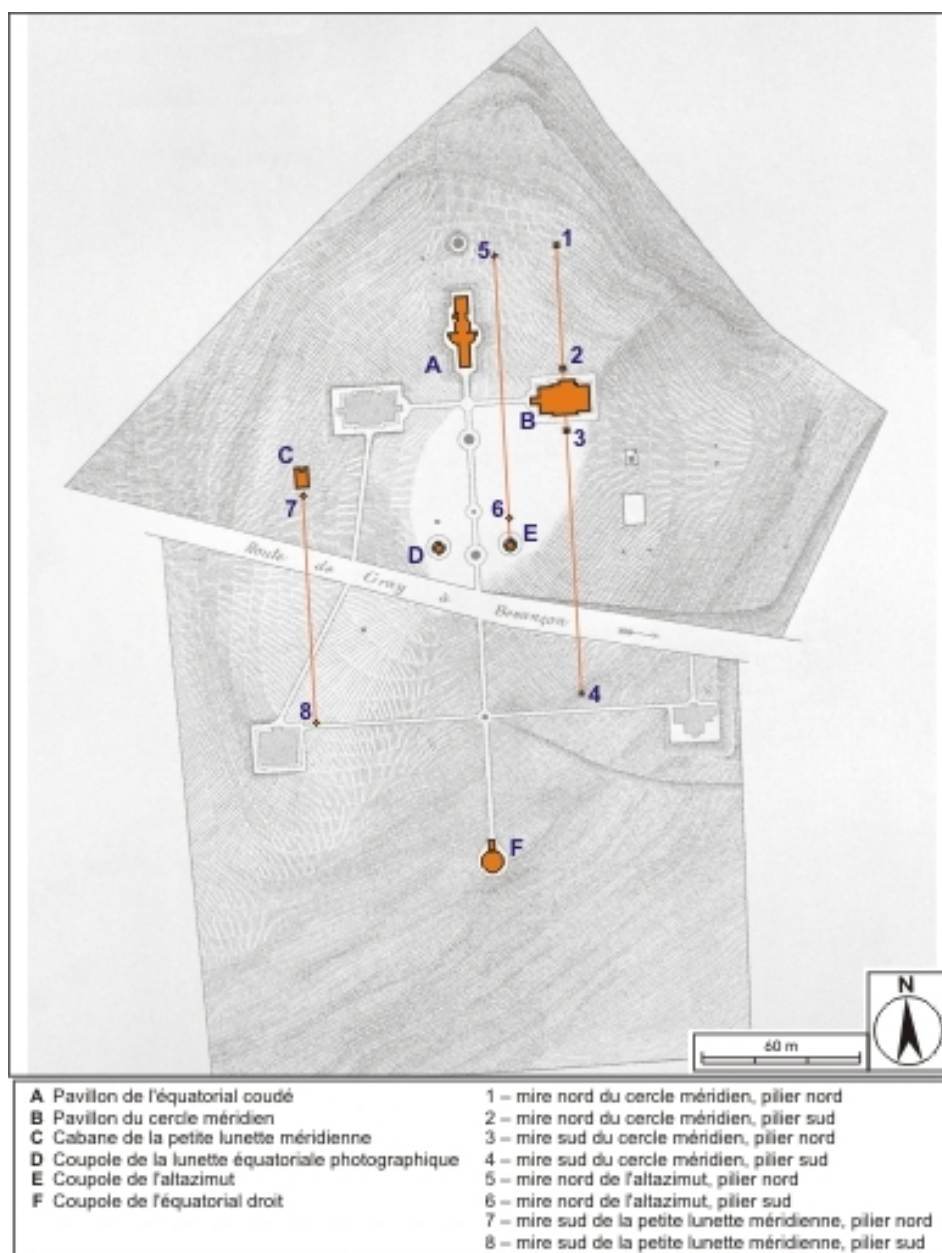 5
1
A
2
B
3
C
7
6
D
E
Route de Gray à Besançon
4
8
F
N
60 m
A Pavillon de l'équatorial coudé
B Pavillon du cercle méridien
C Cabane de la petite lunette méridienne
D Coupole de la lunette équatoriale photographique
E Coupole de l'altazimut
F Coupole de l'équatorial droit
1 – mire nord du cercle méridien, pilier nord
2 – mire nord du cercle méridien, pilier sud
3 – mire sud du cercle méridien, pilier nord
4 – mire sud du cercle méridien, pilier sud
5 – mire nord de l'altazimut, pilier nord
6 – mire nord de l'altazimut, pilier sud
7 – mire sud de la petite lunette méridienne, pilier nord
8 – mire sud de la petite lunette méridienne, pilier sud